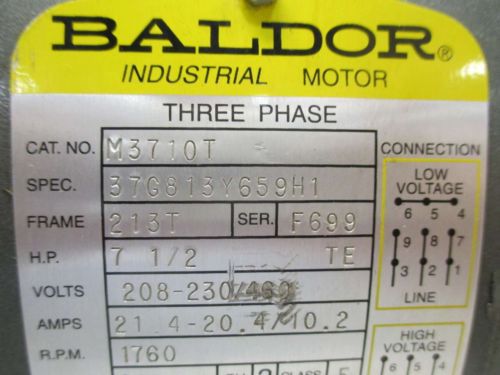 BALDOR®
INDUSTRIAL MOTOR
THREE PHASE
CAT. NO. M3710T
SPEC. 37G813Y659H1
FRAME 213T SER. F699
H.P. 7 1/2 TE
VOLTS 208-230/460
AMPS 21.4-20.4/10.2
R.P.M. 1760
CONNECTION
LOW
VOLTAGE
6 5 4
9 8 7
3 2 1
LINE
HIGH
VOLTAGE
6 5 4